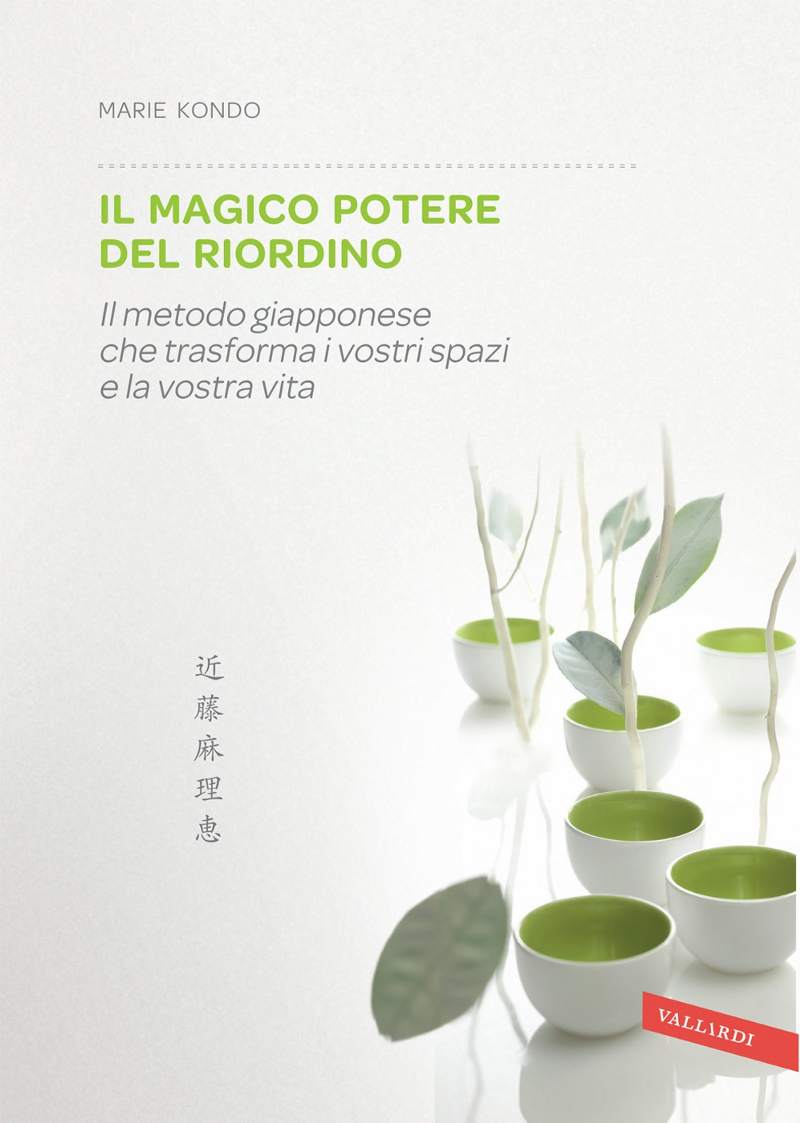 MARIE KONDO
IL MAGICO POTERE
DEL RIORDINO
Il metodo giapponese
che trasforma i vostri spazi
e la vostra vita
近藤麻理恵
VALLARDI